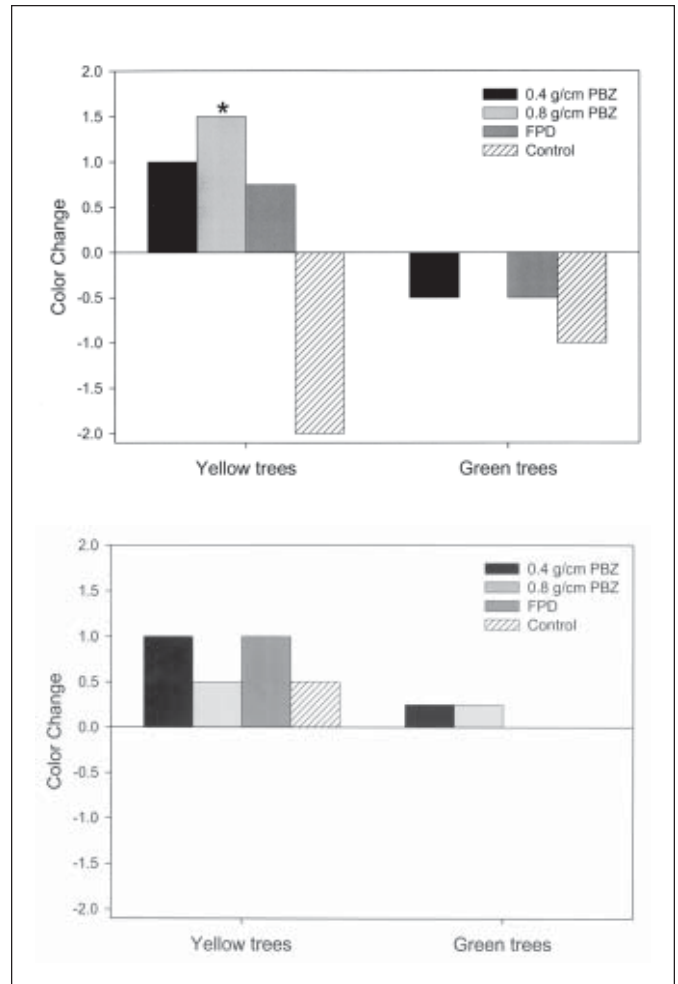 2.0
1.5
1.0
0.5
0.0
-0.5
-1.0
-1.5
-2.0
Color Change
*
0.4 g/cm PBZ
0.8 g/cm PBZ
FPD
Control
Yellow trees
Green trees
2.0
1.5
1.0
0.5
0.0
-0.5
-1.0
-1.5
-2.0
Color Change
0.4 g/cm PBZ
0.8 g/cm PBZ
FPD
Control
Yellow trees
Green trees